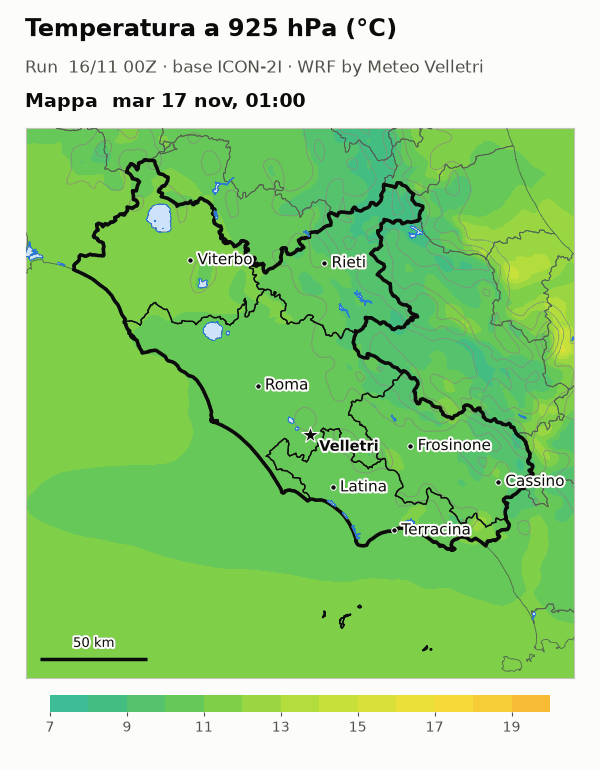 Temperatura a 925 hPa (°C)
Run  16/11 00Z · base ICON-2I · WRF by Meteo Velletri
Mappa  mar 17 nov, 01:00
Viterbo
Rieti
Roma
Velletri
Frosinone
Cassino
Latina
Terracina
50 km
7 9 11 13 15 17 19